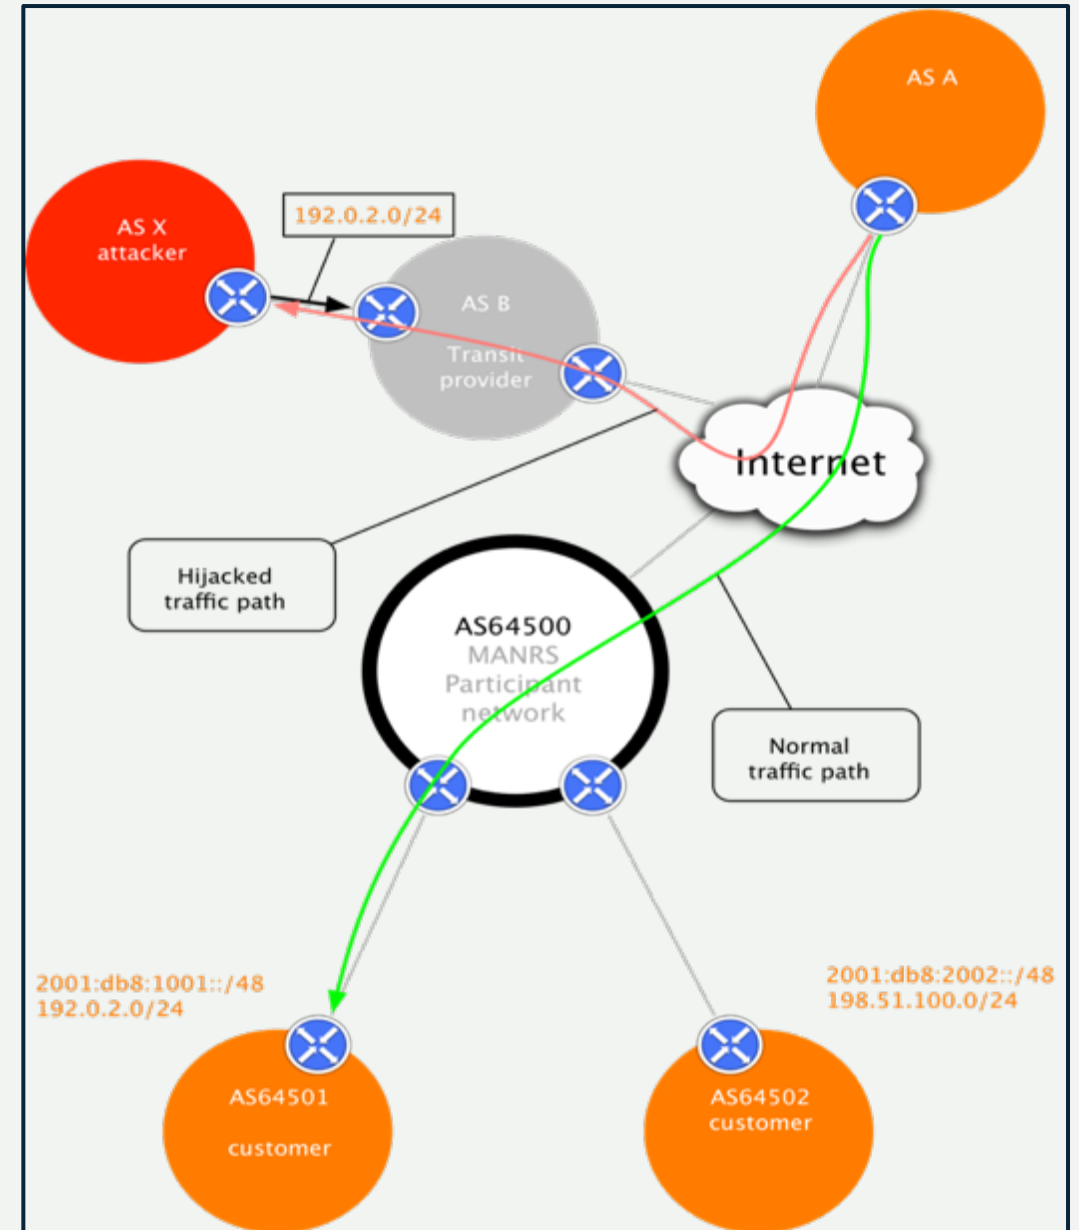 AS A
AS X
attacker
192.0.2.0/24
AS B
Transit
provider
Internet
Hijacked
traffic path
AS64500
MANRS
Participant
network
Normal
traffic path
2001:db8:1001::/48
192.0.2.0/24
2001:db8:2002::/48
198.51.100.0/24
AS64501
customer
AS64502
customer